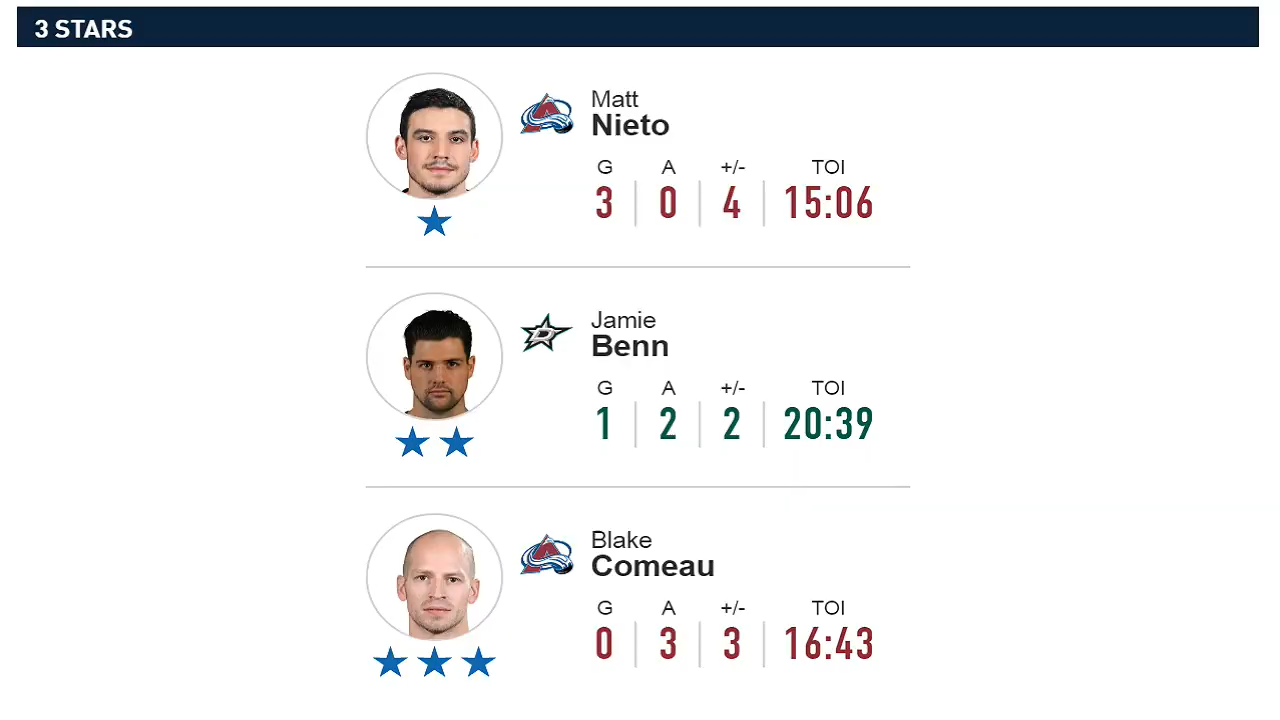 3 STARS
Matt
Nieto
G A +/- TOI
3 0 4 15:06
Jamie
Benn
G A +/- TOI
1 2 2 20:39
Blake
Comeau
G A +/- TOI
0 3 3 16:43